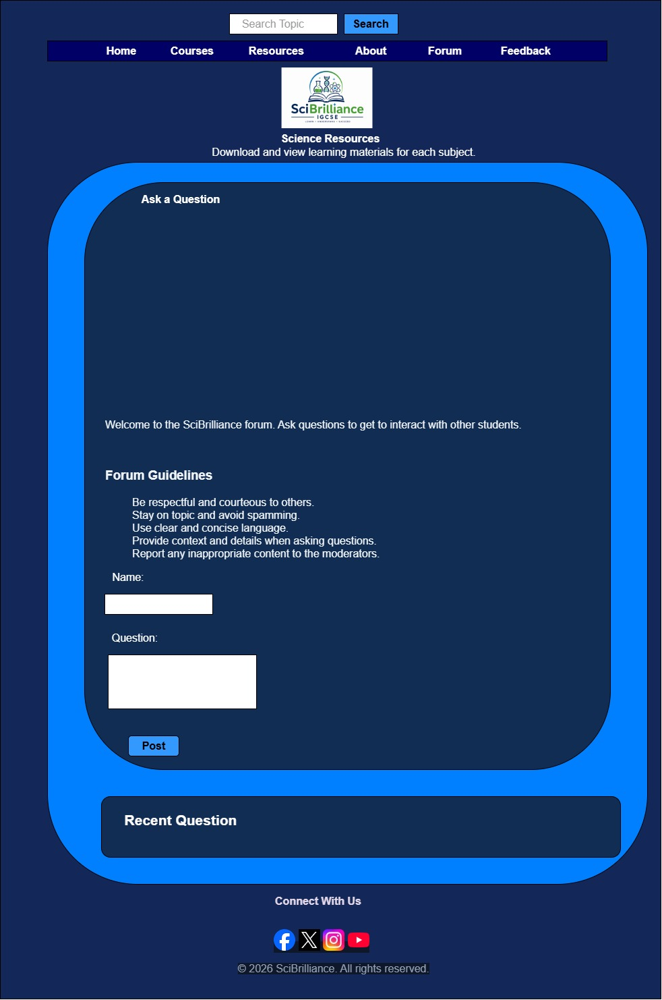 Search Topic Search
Home Courses Resources About Forum Feedback
SciBrilliance
IGCSE
LEARN • UNDERSTAND • SUCCEED
Science Resources
Download and view learning materials for each subject.
Ask a Question
Welcome to the SciBrilliance forum. Ask questions to get to interact with other students.
Forum Guidelines
Be respectful and courteous to others.
Stay on topic and avoid spamming.
Use clear and concise language.
Provide context and details when asking questions.
Report any inappropriate content to the moderators.
Name:
Question:
Post
Recent Question
Connect With Us
© 2026 SciBrilliance. All rights reserved.